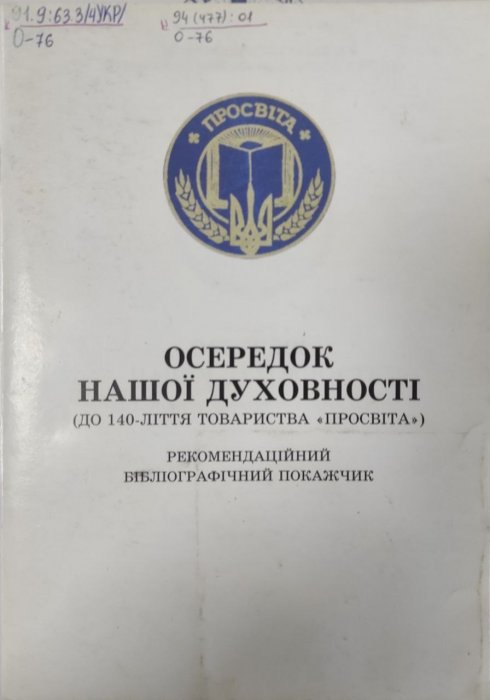 91.9:63.3/4УКР/
О-76
94(477):01
О-76
ПРОСВІТА
ОСЕРЕДОК
НАШОЇ ДУХОВНОСТІ
(ДО 140-ЛІТТЯ ТОВАРИСТВА «ПРОСВІТА»)
РЕКОМЕНДАЦІЙНИЙ
БІБЛІОГРАФІЧНИЙ ПОКАЖЧИК